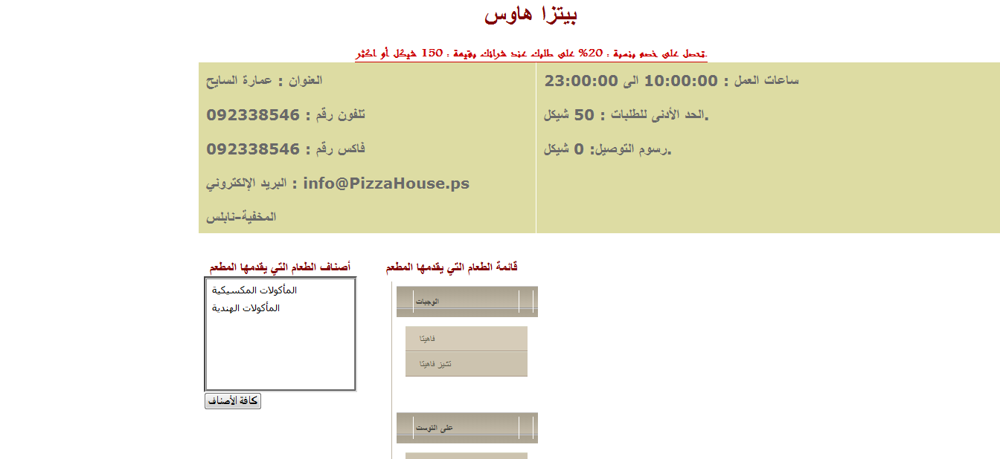 بيتزا هاوس
تحصل على خصم بنسبة : 20% على طلبك عند شرائك بقيمة : 150 شيكل أو اكثر.
ساعات العمل : 10:00:00 الى 23:00:00
الحد الأدنى للطلبات : 50 شيكل.
رسوم التوصيل: 0 شيكل.
العنوان : عمارة السايح
تلفون رقم : 092338546
فاكس رقم : 092338546
البريد الإلكتروني : info@PizzaHouse.ps
المخفية-نابلس
قائمة الطعام التي يقدمها المطعم
الوجبات
فاهيتا
تشيز فاهيتا
على التوست
أصناف الطعام التي يقدمها المطعم
المأكولات المكسيكية
المأكولات الهندية
كافة الأصناف